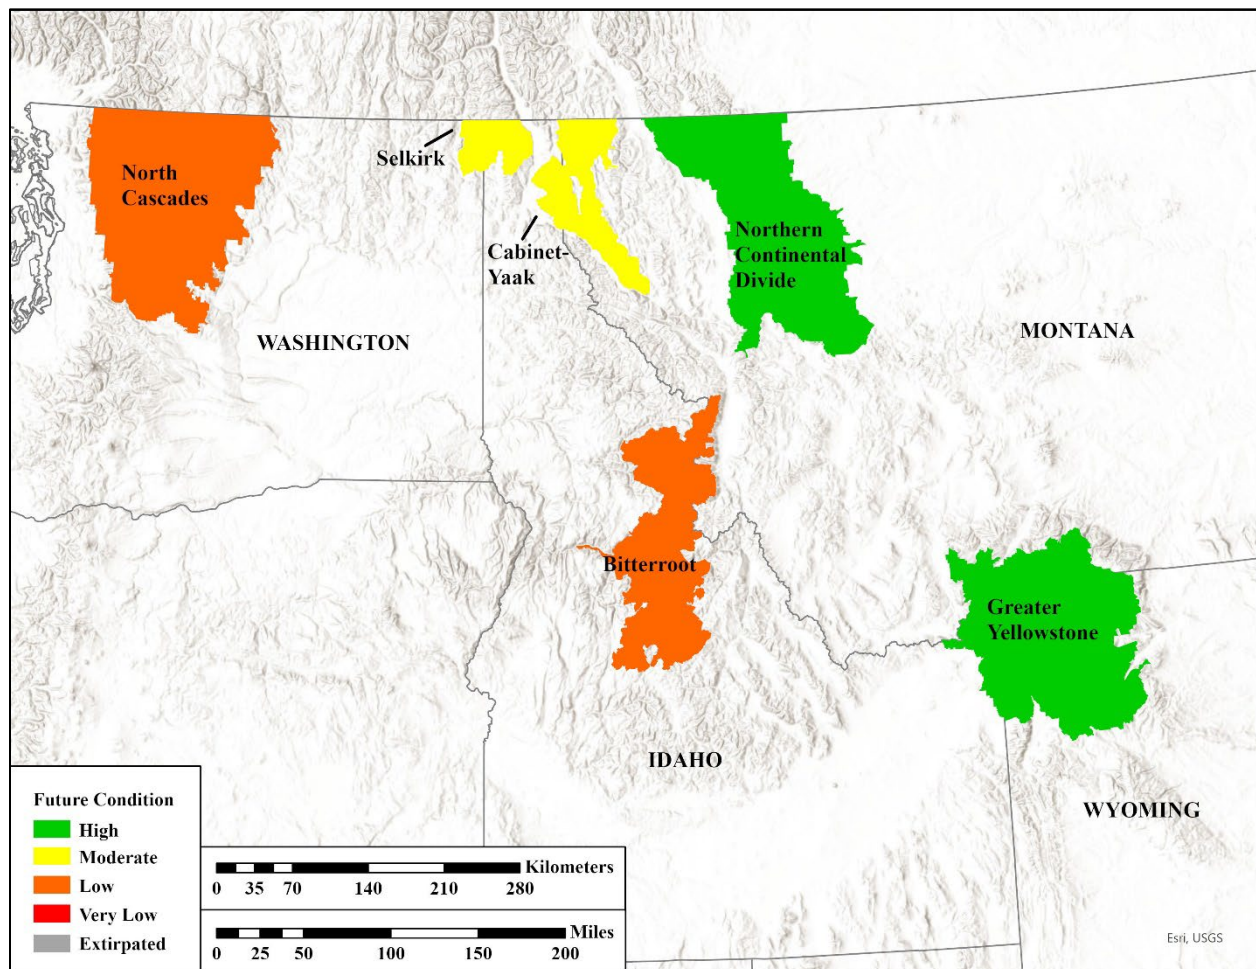 North
Cascades
Selkirk
Cabinet-
Yaak
Northern
Continental
Divide
WASHINGTON
MONTANA
Bitterroot
Greater
Yellowstone
IDAHO
WYOMING
Future Condition
High
Moderate
Low
Very Low
Extirpated
Kilometers
0 35 70 140 210 280
Miles
0 25 50 100 150 200
Esri, USGS